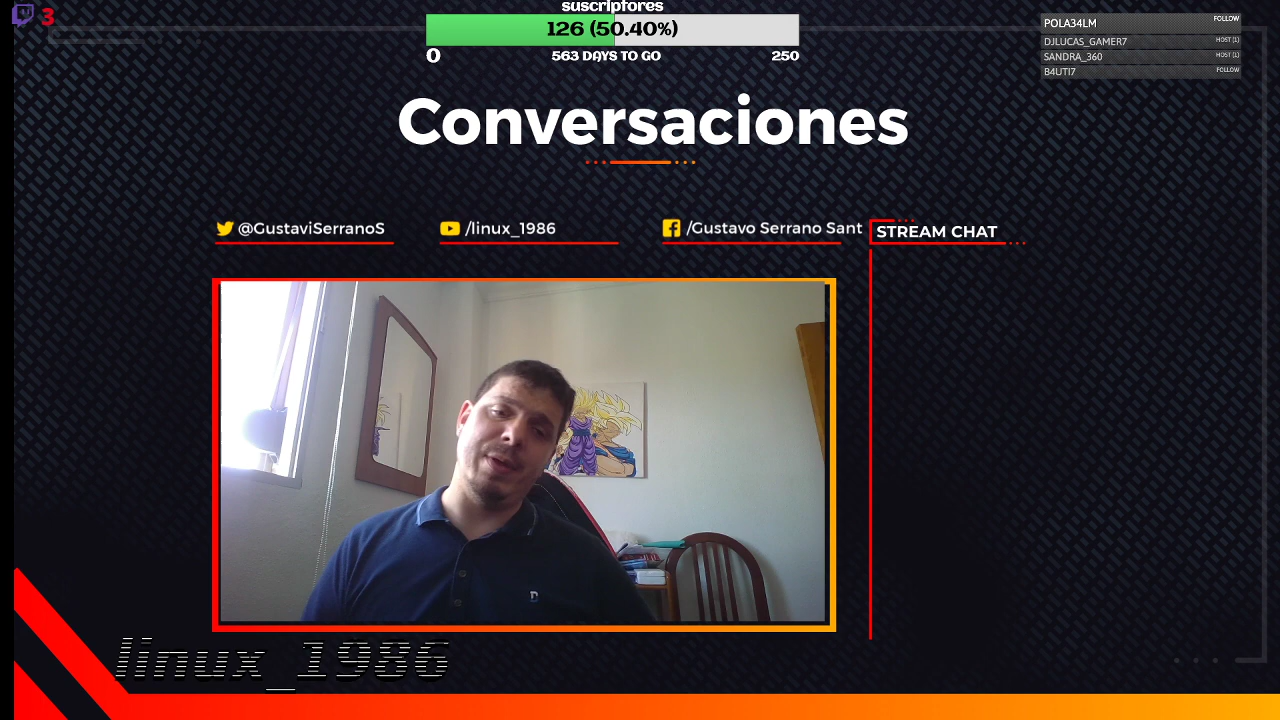 3
suscriptores
126 (50.40%)
0 563 DAYS TO GO 250
POLA34LM FOLLOW
DJLUCAS_GAMER7 HOST (1)
SANDRA_360 HOST (1)
B4UTI7 FOLLOW
Conversaciones
@GustaviSerranoS
/linux_1986
/Gustavo Serrano Sant
STREAM CHAT
linux_1986